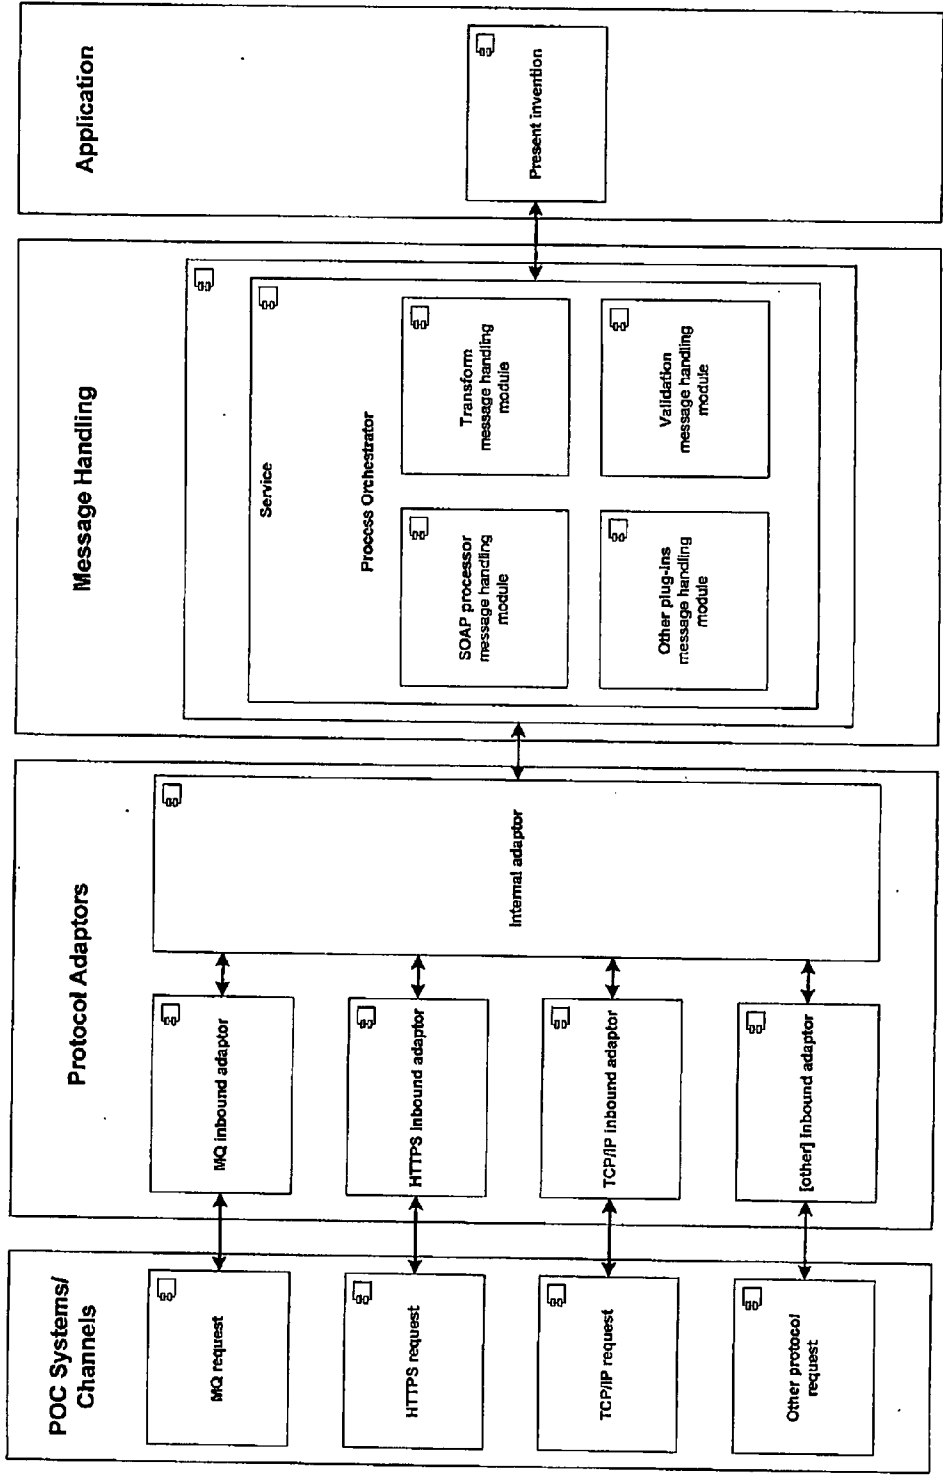 POC Systems/
Channels
MQ request
HTTPS request
TCP/IP request
Other protocol
request
Protocol Adaptors
MQ inbound adaptor
HTTPS inbound adaptor
TCP/IP inbound adaptor
[other] inbound adaptor
Internal adaptor
Message Handling
Service
Process Orchestrator
SOAP processor
message handling
module
Transform
message handling
module
Other plug-ins
message handling
module
Validation
message handling
module
Application
Present invention